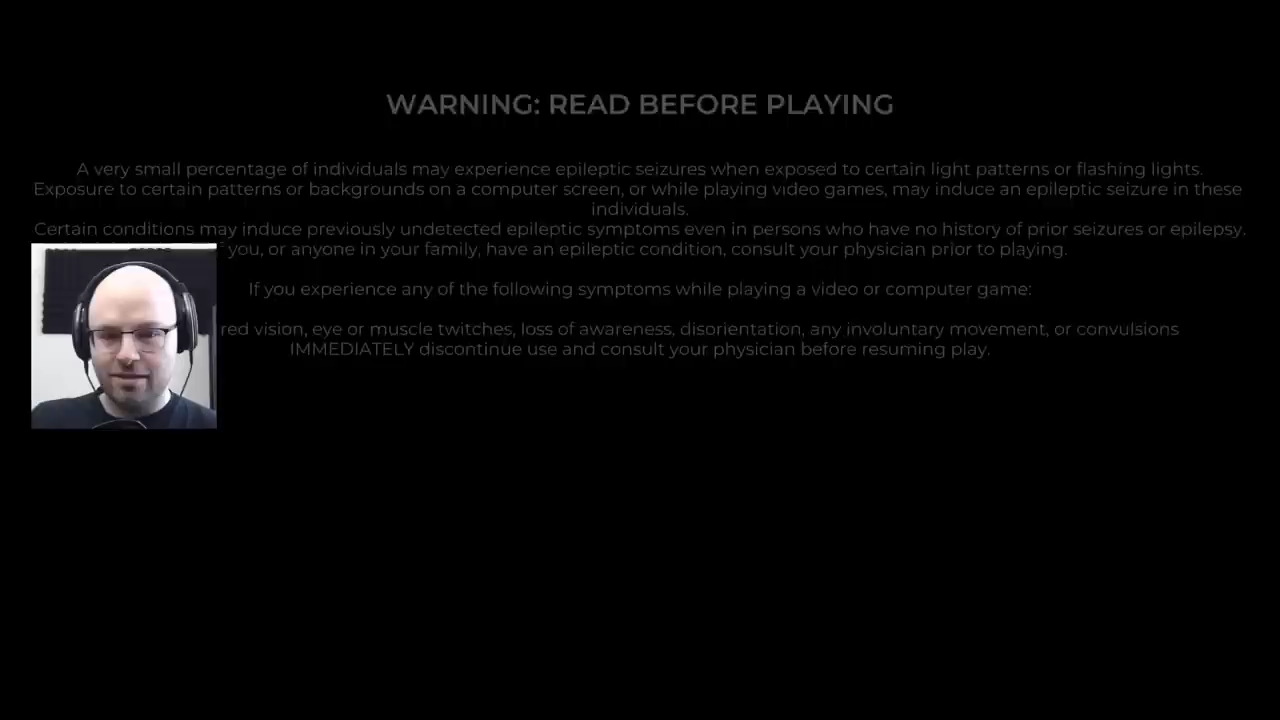 WARNING: READ BEFORE PLAYING
A very small percentage of individuals may experience epileptic seizures when exposed to certain light patterns or flashing lights.
Exposure to certain patterns or backgrounds on a computer screen, or while playing video games, may induce an epileptic seizure in these
individuals.
Certain conditions may induce previously undetected epileptic symptoms even in persons who have no history of prior seizures or epilepsy.
you, or anyone in your family, have an epileptic condition, consult your physician prior to playing.
If you experience any of the following symptoms while playing a video or computer game:
vision, eye or muscle twitches, loss of awareness, disorientation, any involuntary movement, or convulsions
IMMEDIATELY discontinue use and consult your physician before resuming play.